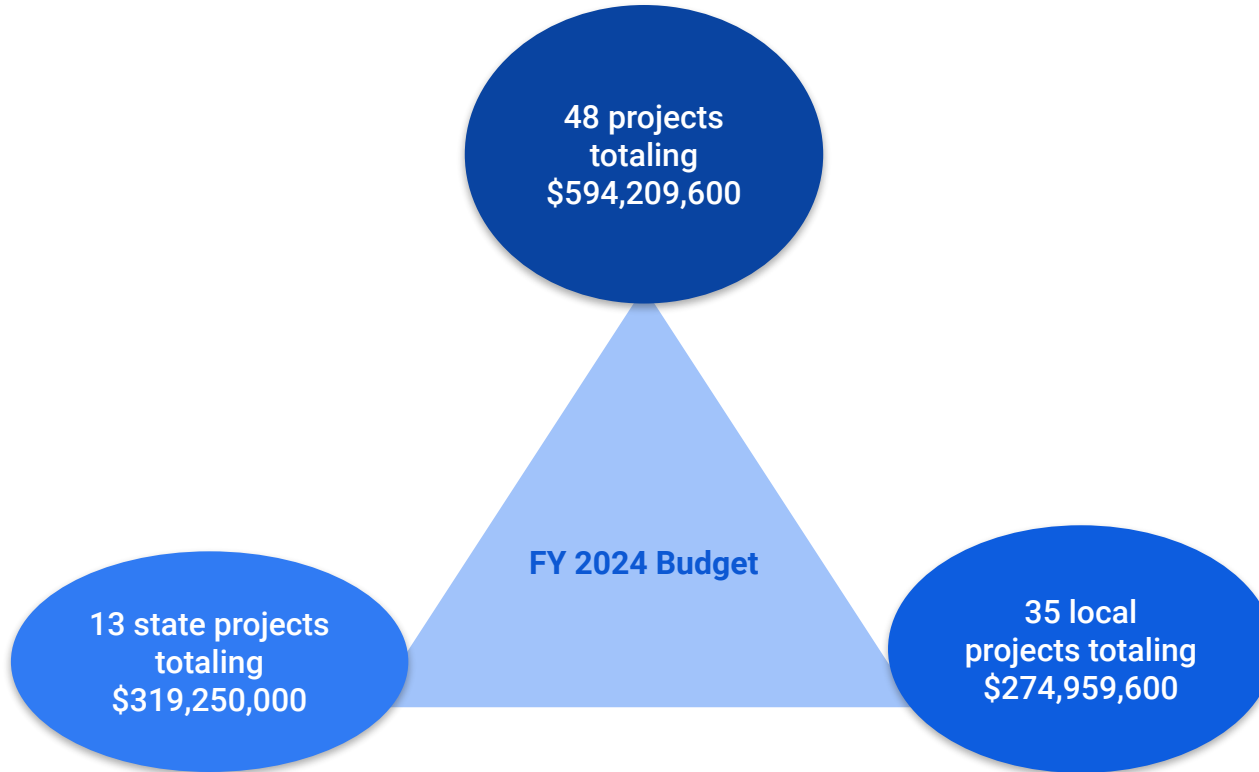 48 projects
totaling
$594,209,600
FY 2024 Budget
13 state projects
totaling
$319,250,000
35 local
projects totaling
$274,959,600